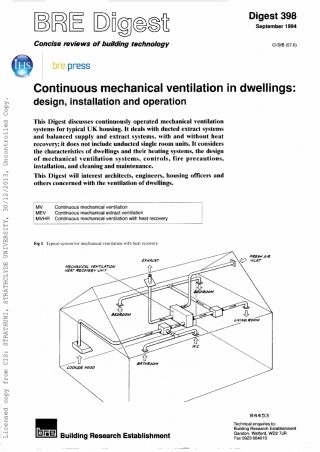 BRE Digest
Concise reviews of building technology
Digest 398
September 1994
CI/SfB (57.6)
IHS
brepress
Continuous mechanical ventilation in dwellings:
design, installation and operation
This Digest discusses continuously operated mechanical ventilation
systems for typical UK housing. It deals with ducted extract systems
and balanced supply and extract systems, with and without heat
recovery; it does not include unducted single room units. It considers
the characteristics of dwellings and their heating systems, the design
of mechanical ventilation systems, controls, fire precautions,
installation, and cleaning and maintenance.
This Digest will interest architects, engineers, housing officers and
others concerned with the ventilation of dwellings.
MV Continuous mechanical ventilation
MEV Continuous mechanical extract ventilation
MVHR Continuous mechanical ventilation with heat recovery
Fig 1 Typical system for mechanical ventilation with heat recovery
MECHANICAL VENTILATION
HEAT RECOVERY UNIT
EXHAUST
FRESH AIR
INLET
BEDROOM
BEDROOM
LIVING ROOM
WC
BATHROOM
COOKER HOOD
84453
Technical enquiries to:
Building Research Establishment
Garston, Watford, WD2 7JR
Fax 0923 664010
bre Building Research Establishment
Licensed copy from CIS: STRATHUNI, STRATHCLYDE UNIVERSITY, 30/12/2013, Uncontrolled Copy.